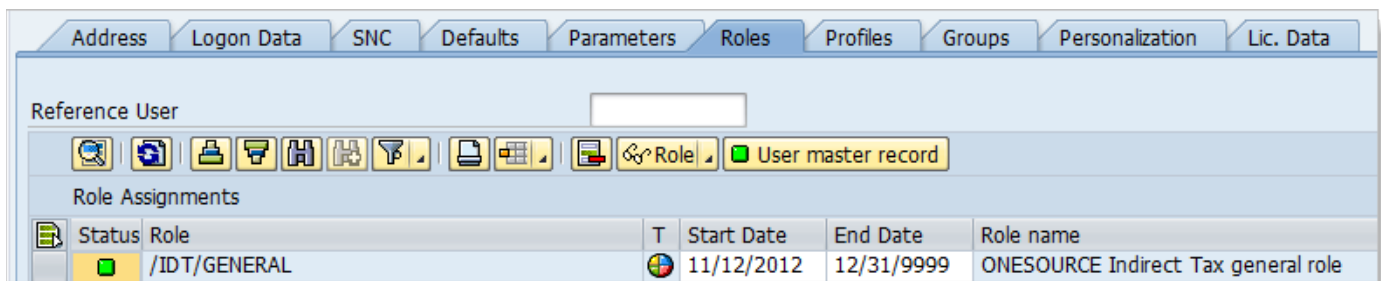 Address Logon Data SNC Defaults Parameters Roles Profiles Groups Personalization Lic. Data
Reference User
Role User master record
Role Assignments
Status Role T Start Date End Date Role name
/IDT/GENERAL 11/12/2012 12/31/9999 ONESOURCE Indirect Tax general role